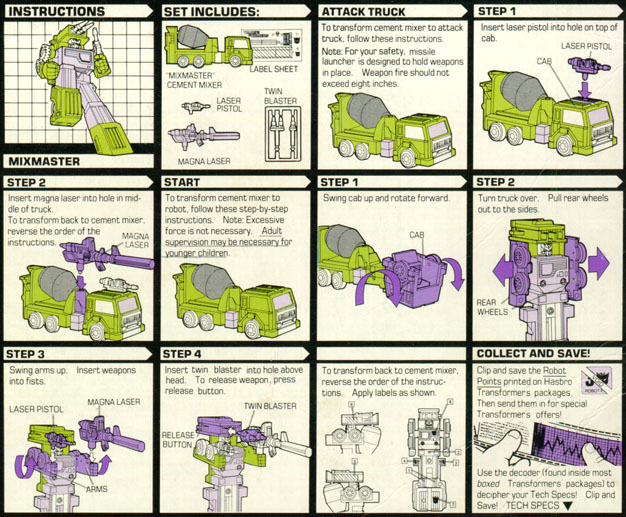 INSTRUCTIONS
MIXMASTER
SET INCLUDES:
LABEL SHEET
"MIXMASTER"
CEMENT MIXER
LASER
PISTOL
TWIN
BLASTER
MAGNA LASER
ATTACK TRUCK
To transform cement mixer to attack
truck, follow these instructions.
Note: For your safety, missile
launcher is designed to hold weapons
in place. Weapon fire should not
exceed eight inches.
STEP 1
Insert laser pistol into hole on top of
cab.
LASER PISTOL
CAB
STEP 2
Insert magna laser into hole in mid-
dle of truck.
To transform back to cement mixer,
reverse the order of the
instructions.
MAGNA
LASER
START
To transform cement mixer to
robot, follow these step-by-step
instructions. Note: Excessive
force is not necessary. Adult
supervision may be necessary for
younger children.
STEP 1
Swing cab up and rotate forward.
CAB
STEP 2
Turn truck over. Pull rear wheels
out to the sides.
REAR
WHEELS
STEP 3
Swing arms up. Insert weapons
into fists.
LASER PISTOL
MAGNA LASER
ARMS
STEP 4
Insert twin blaster into hole above
head. To release weapon, press
release button.
TWIN BLASTER
RELEASE
BUTTON
To transform back to cement mixer,
reverse the order of the instruc-
tions. Apply labels as shown.
COLLECT AND SAVE!
Clip and save the Robot
Points printed on Hasbro
Transformers packages.
Then send them in for special
Transformers offers!
ROBOT
Use the decoder (found inside most
boxed Transformers' packages) to
decipher your Tech Specs! Clip and
Save! TECH SPECS ▼